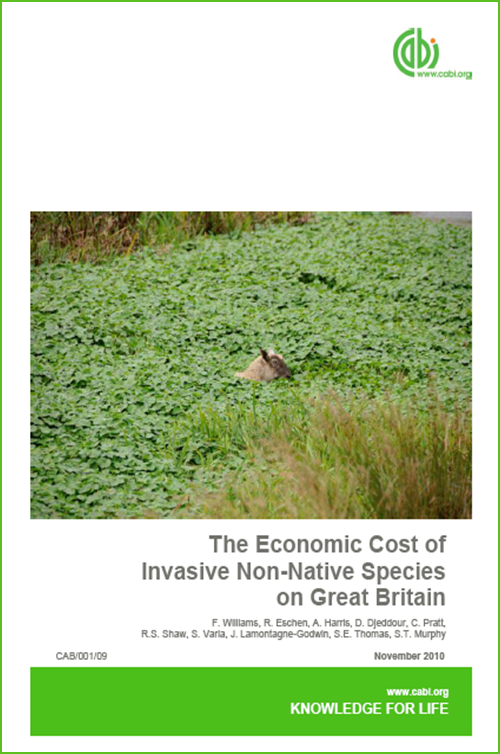 cabi
www.cabi.org
The Economic Cost of
Invasive Non-Native Species
on Great Britain
F. Williams, R. Eschen, A. Harris, D. Djeddour, C. Pratt,
R.S. Shaw, S. Varia, J. Lamontagne-Godwin, S.E. Thomas, S.T. Murphy
CAB/001/09
November 2010
www.cabi.org
KNOWLEDGE FOR LIFE